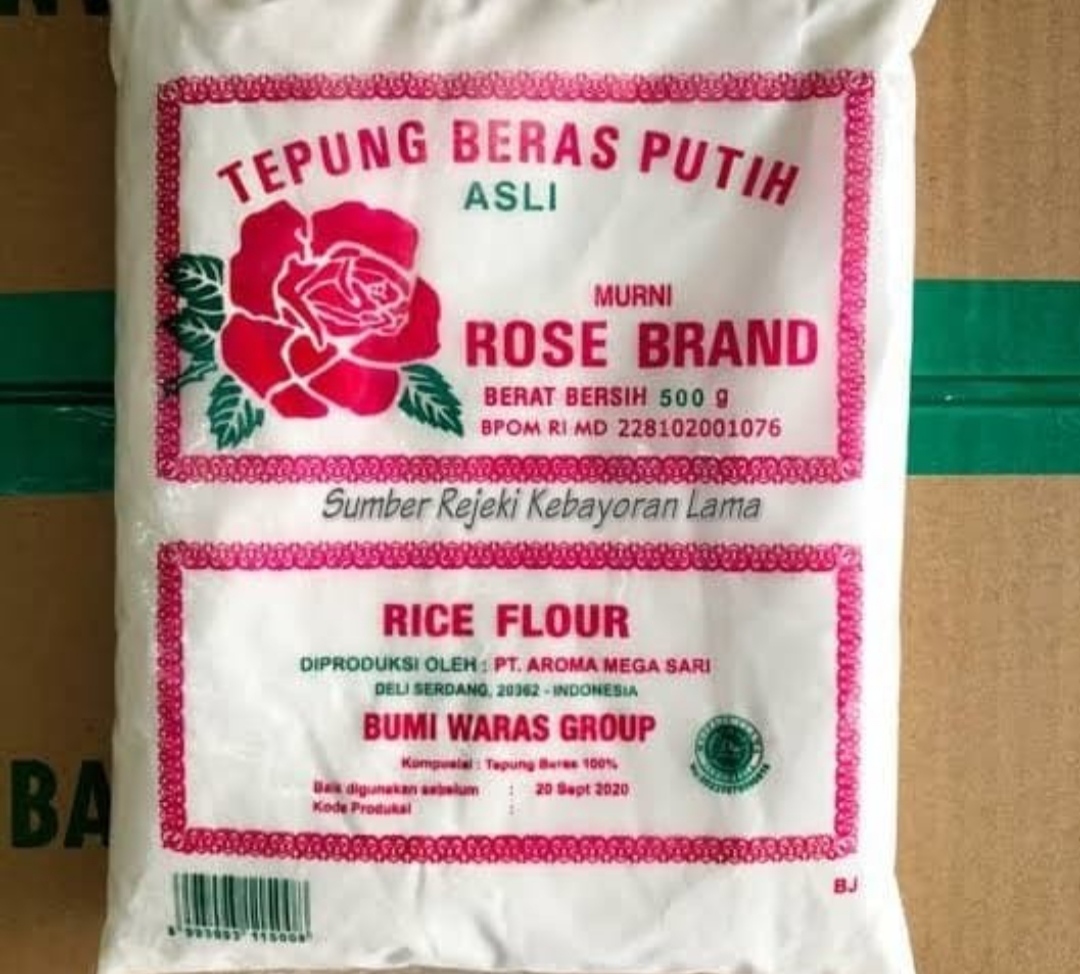 TEPUNG BERAS PUTIH
ASLI
MURNI
ROSE BRAND
BERAT BERSIH 500 g
BPOM RI MD 228102001076
Sumber Rejeki Kebayoran Lama
RICE FLOUR
DIPRODUKSI OLEH : PT. AROMA MEGA SARI
DELI SERDANG, 20362 - INDONESIA
BUMI WARAS GROUP
Komposisi : Tepung Beras 100%
Baik digunakan sebelum : 20 Sept 2020
Kode Produksi :
BA
BJ